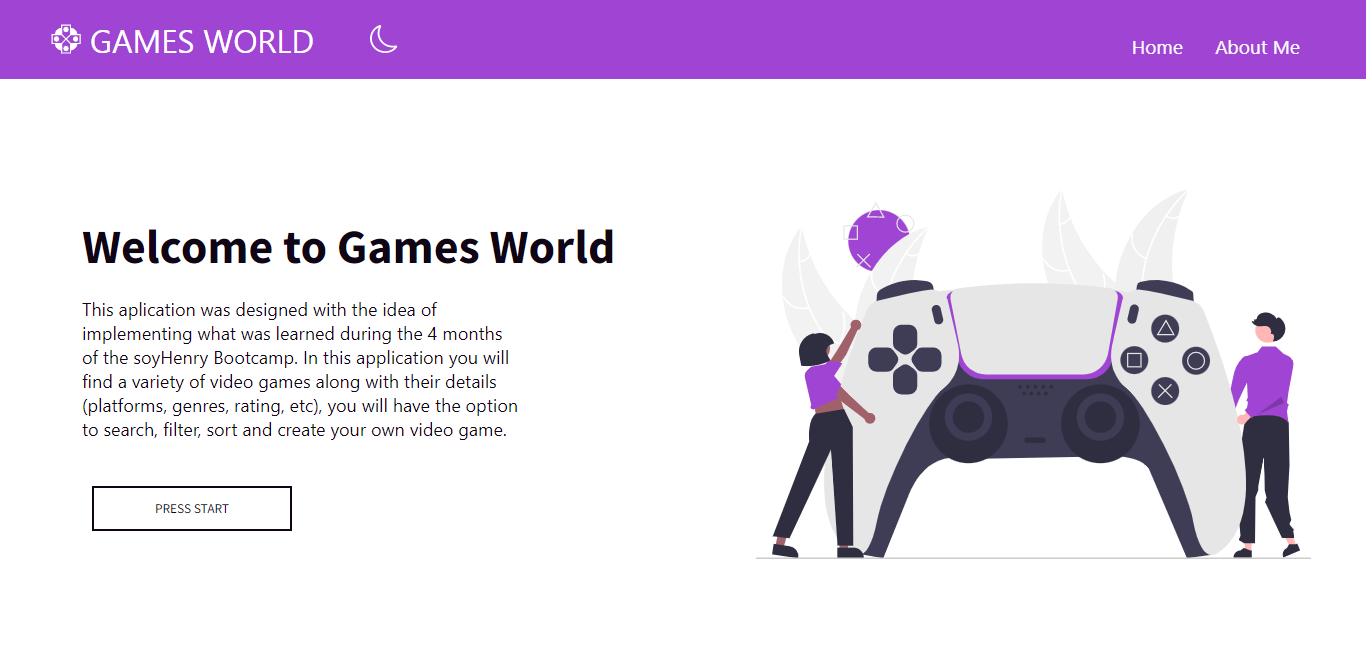 GAMES WORLD
Home About Me
Welcome to Games World
This aplication was designed with the idea of
implementing what was learned during the 4 months
of the soyHenry Bootcamp. In this application you will
find a variety of video games along with their details
(platforms, genres, rating, etc), you will have the option
to search, filter, sort and create your own video game.
PRESS START